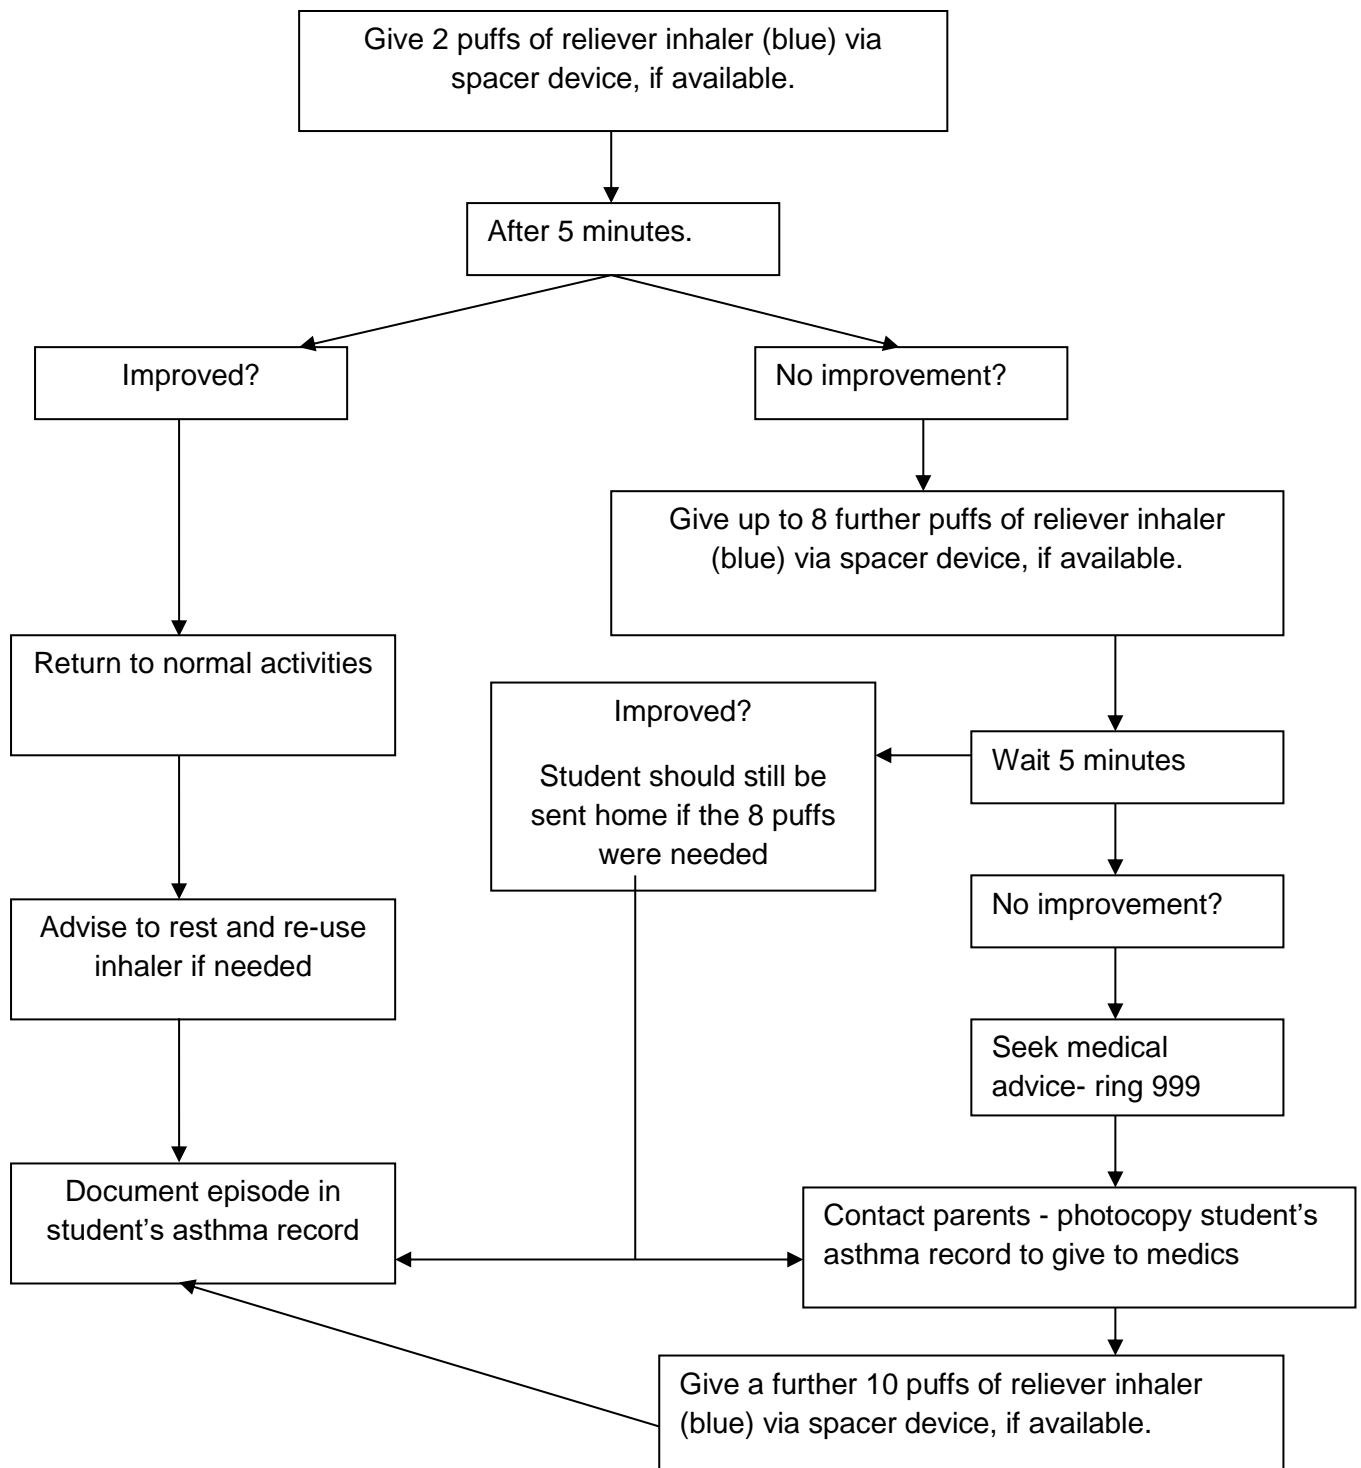 Give 2 puffs of reliever inhaler (blue) via
spacer device, if available.
After 5 minutes.
Improved?
No improvement?
Give up to 8 further puffs of reliever inhaler
(blue) via spacer device, if available.
Return to normal activities
Improved?
Student should still be
sent home if the 8 puffs
were needed
Wait 5 minutes
No improvement?
Advise to rest and re-use
inhaler if needed
Seek medical
advice- ring 999
Document episode in
student’s asthma record
Contact parents - photocopy student’s
asthma record to give to medics
Give a further 10 puffs of reliever inhaler
(blue) via spacer device, if available.